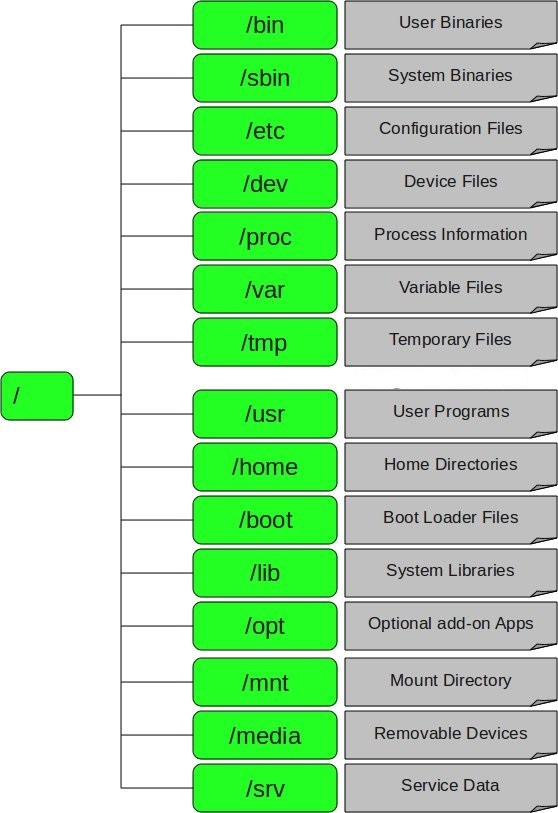 /bin User Binaries
/sbin System Binaries
/etc Configuration Files
/dev Device Files
/proc Process Information
/var Variable Files
/tmp Temporary Files
/
/usr User Programs
/home Home Directories
/boot Boot Loader Files
/lib System Libraries
/opt Optional add-on Apps
/mnt Mount Directory
/media Removable Devices
/srv Service Data